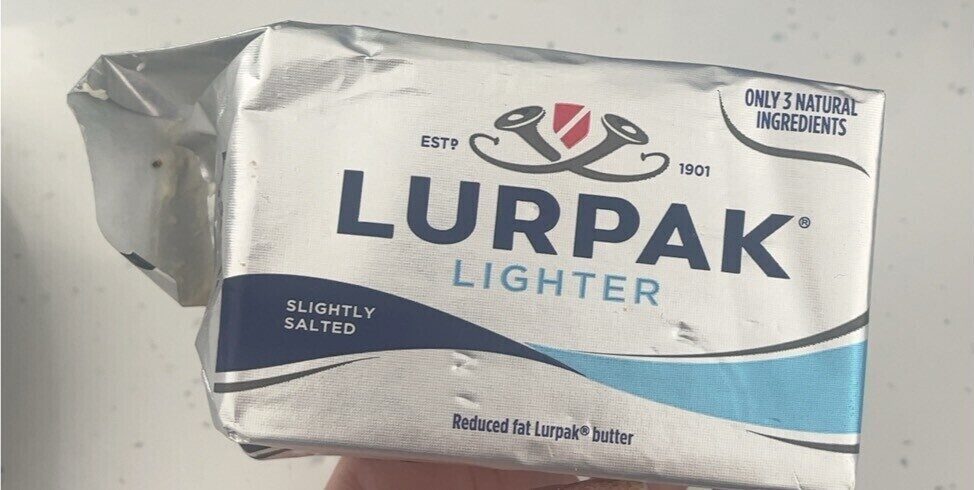 ONLY 3 NATURAL
INGREDIENTS
ESTD 1901
LURPAK®
LIGHTER
SLIGHTLY
SALTED
Reduced fat Lurpak® butter